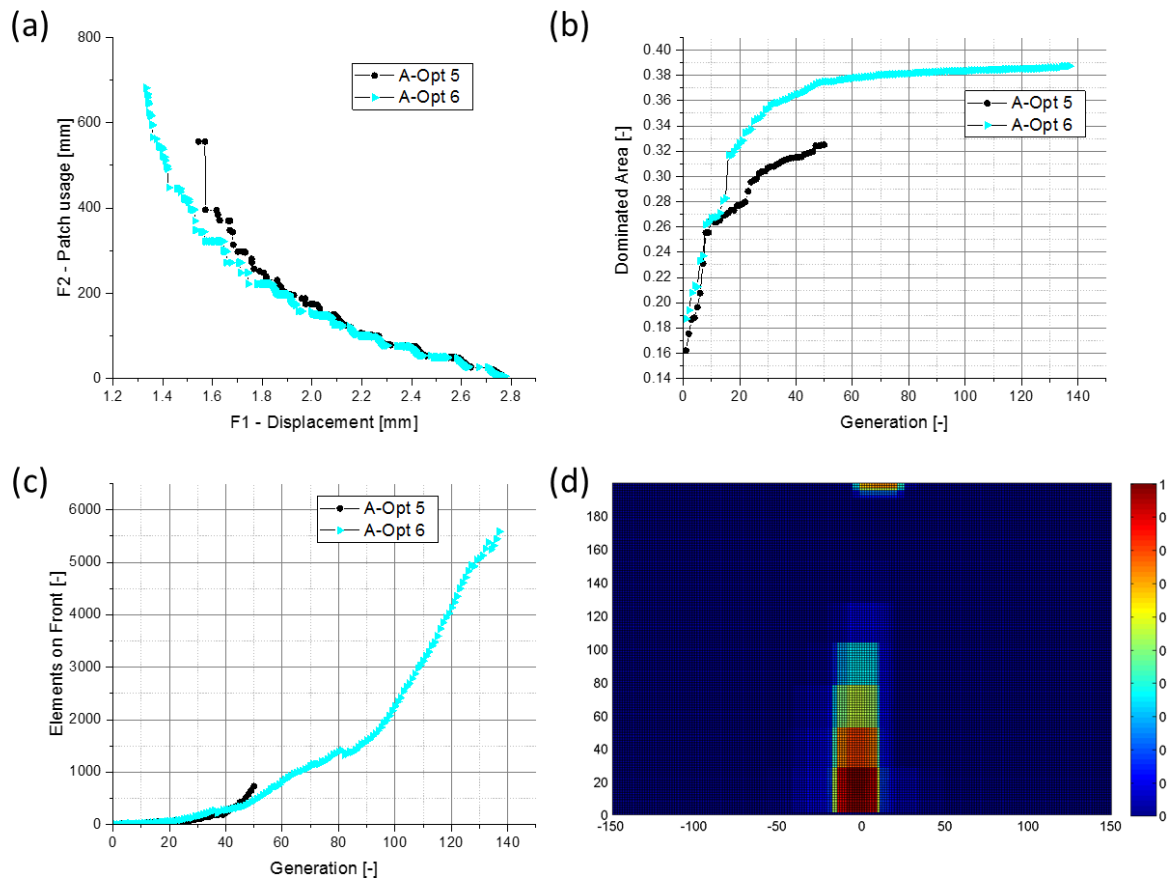 (a)
800
600
400
200
0
F2 - Patch usage [mm]
A-Opt 5
A-Opt 6
1.2 1.4 1.6 1.8 2.0 2.2 2.4 2.6 2.8
F1 - Displacement [mm]
(b)
0.40
0.38
0.36
0.34
0.32
0.30
0.28
0.26
0.24
0.22
0.20
0.18
0.16
0.14
Dominated Area [-]
A-Opt 5
A-Opt 6
0 20 40 60 80 100 120 140
Generation [-]
(c)
6000
5000
4000
3000
2000
1000
0
Elements on Front [-]
A-Opt 5
A-Opt 6
0 20 40 60 80 100 120 140
Generation [-]
(d)
180
160
140
120
100
80
60
40
20
0
-150 -100 -50 0 50 100 150
1
0
0
0
0
0
0
0
0
0
0